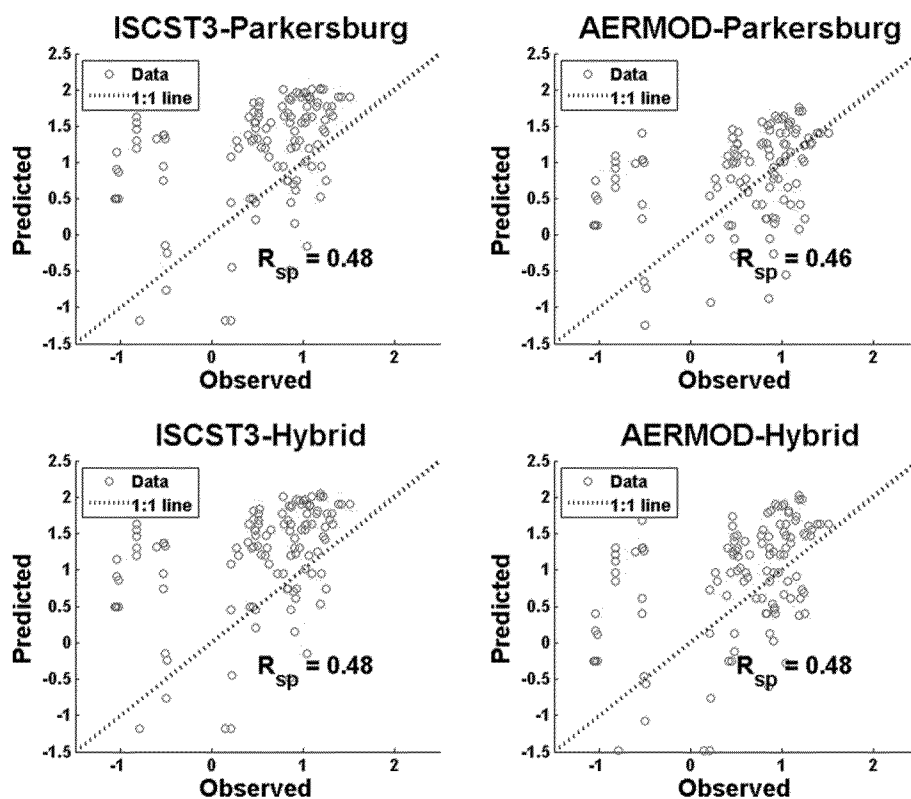 ISCST3-Parkersburg
2.5
2
1.5
1
0.5
0
-0.5
-1
-1.5
Predicted
Data
1:1 line
R_sp = 0.48
-1 0 1 2
Observed
AERMOD-Parkersburg
2.5
2
1.5
1
0.5
0
-0.5
-1
-1.5
Predicted
Data
1:1 line
R_sp = 0.46
-1 0 1 2
Observed
ISCST3-Hybrid
2.5
2
1.5
1
0.5
0
-0.5
-1
-1.5
Predicted
Data
1:1 line
R_sp = 0.48
-1 0 1 2
Observed
AERMOD-Hybrid
2.5
2
1.5
1
0.5
0
-0.5
-1
-1.5
Predicted
Data
1:1 line
R_sp = 0.48
-1 0 1 2
Observed